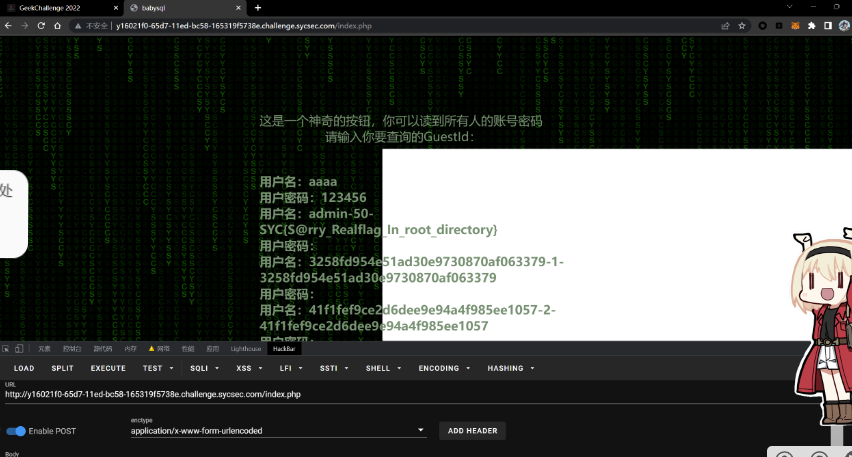 GeekChallenge 2022
babysql
不安全
y16021f0-65d7-11ed-bc58-165319f5738e.challenge.sycsec.com/index.php
这是一个神奇的按钮，你可以读到所有人的账号密码
请输入你要查询的GuestId：
处
用户名：aaaa
用户密码：123456
用户名：admin-50-
SYC{S@rry_Realflag_In_root_directory}
用户密码：
用户名：3258fd954e51ad30e9730870af063379-1-
3258fd954e51ad30e9730870af063379
用户密码：
用户名：41f1fef9ce2d6dee9e94a4f985ee1057-2-
41f1fef9ce2d6dee9e94a4f985ee1057
用户密码：
元素 控制台 源代码 内存 网络 性能 应用 Lighthouse HackBar
LOAD SPLIT EXECUTE TEST SQLI XSS LFI SSTI SHELL ENCODING HASHING
URL
http://y16021f0-65d7-11ed-bc58-165319f5738e.challenge.sycsec.com/index.php
Enable POST
enctype
application/x-www-form-urlencoded
ADD HEADER
Body